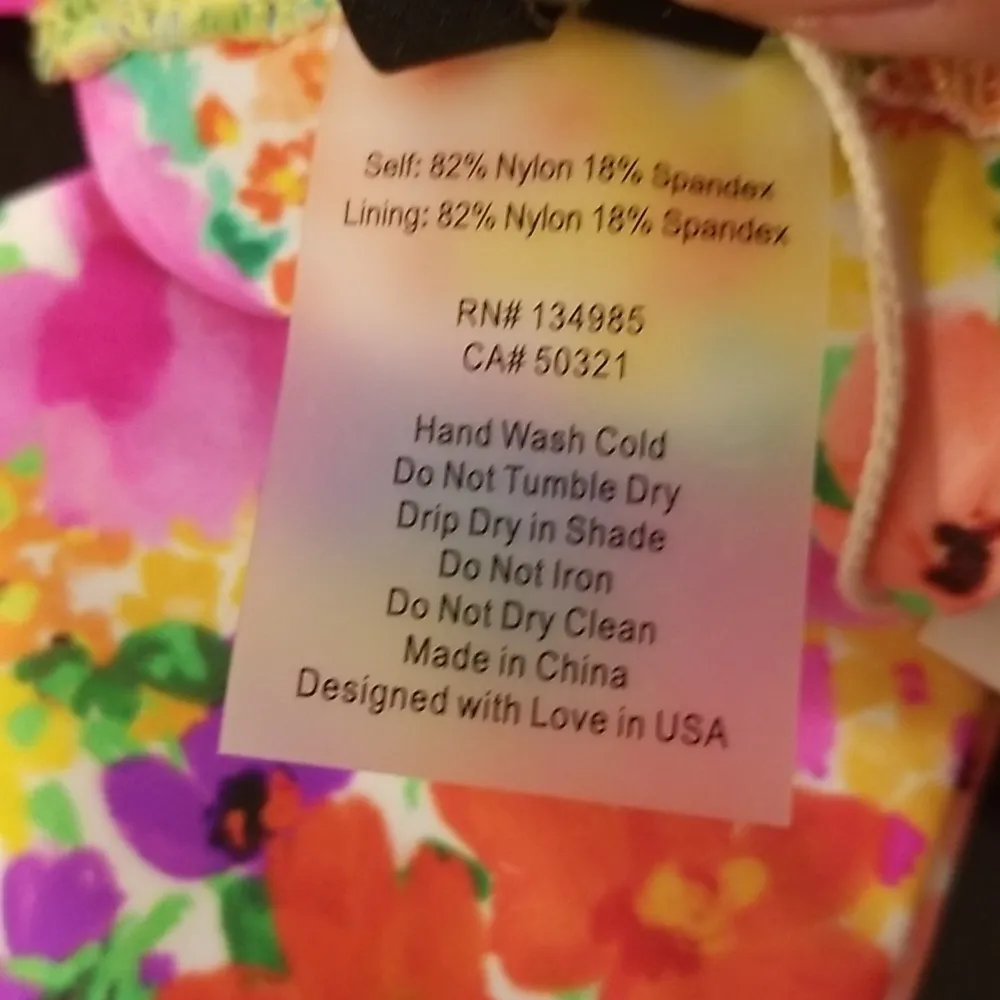 Self: 82% Nylon 18% Spandex
Lining: 82% Nylon 18% Spandex
RN# 134985
CA# 50321
Hand Wash Cold
Do Not Tumble Dry
Drip Dry in Shade
Do Not Iron
Do Not Dry Clean
Made in China
Designed with Love in USA